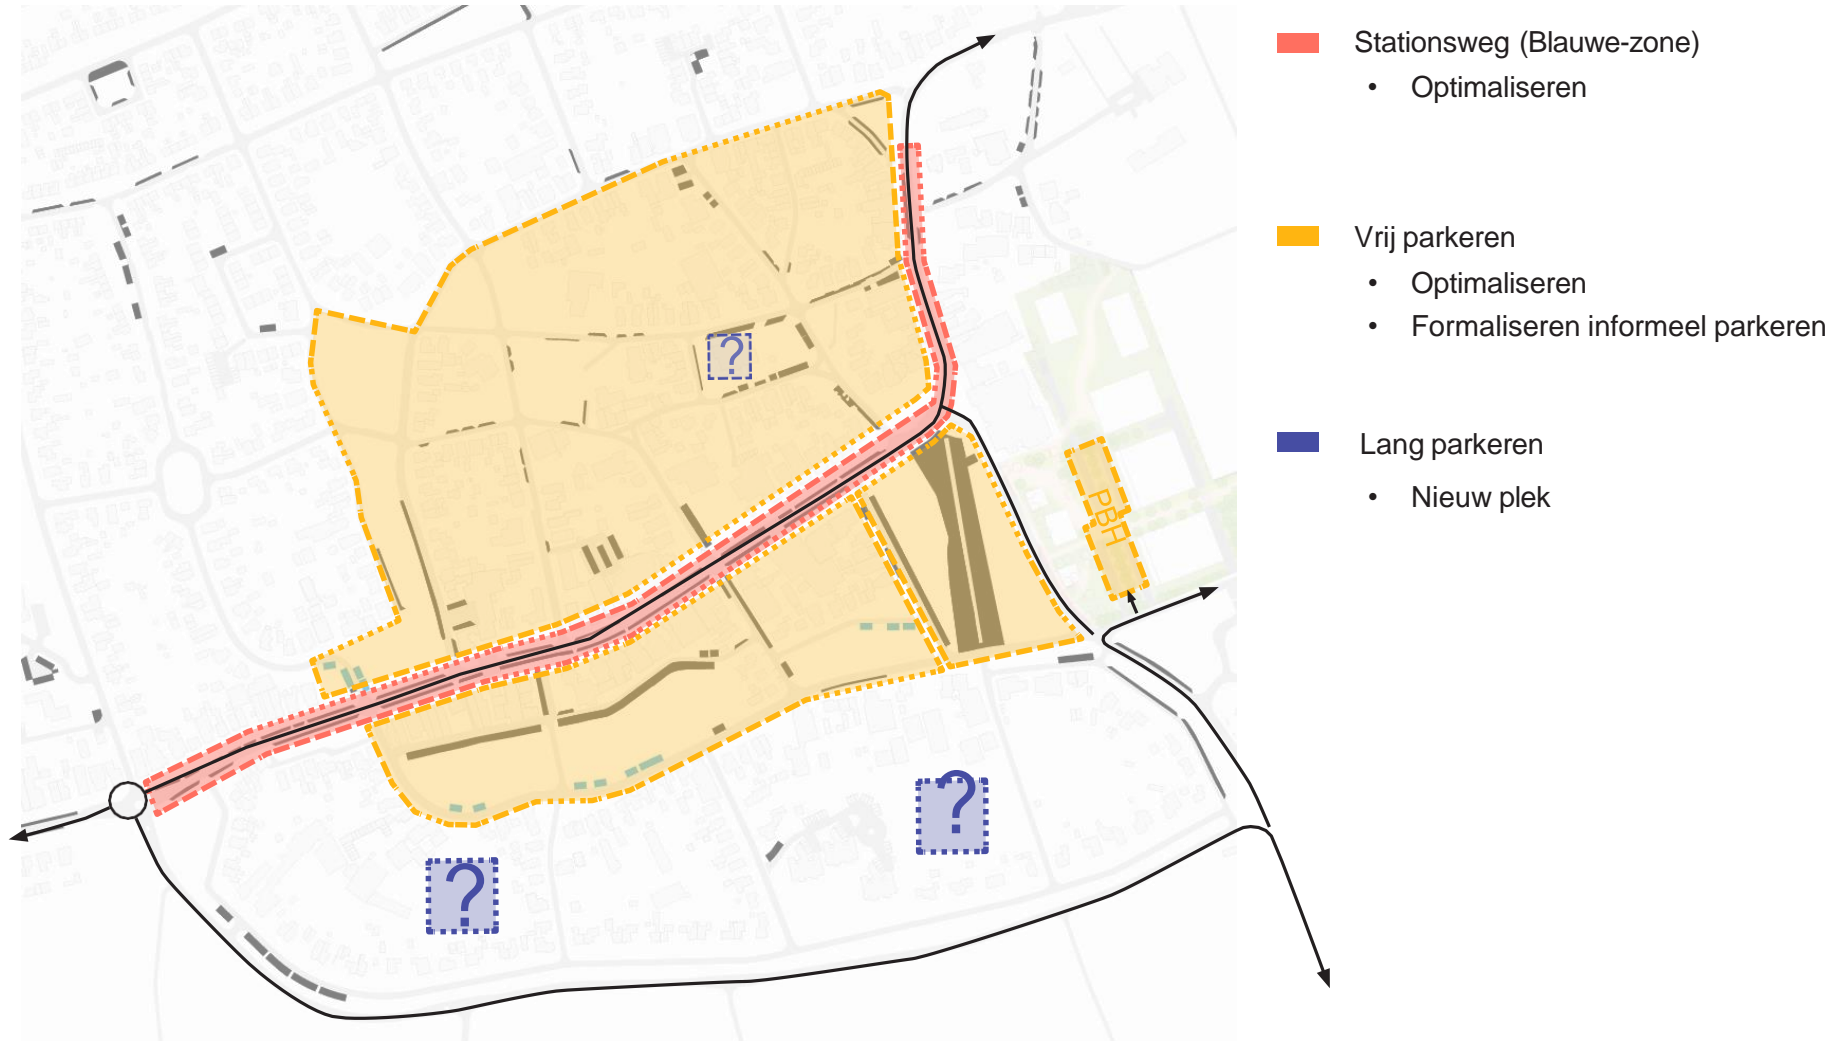 Stationsweg (Blauwe-zone)
• Optimaliseren
Vrij parkeren
• Optimaliseren
• Formaliseren informeel parkeren
Lang parkeren
• Nieuw plek
?
PBH
?
?